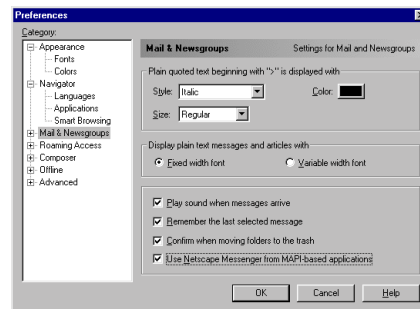 Preferences
Category:
Appearance
Fonts
Colors
Navigator
Languages
Applications
Smart Browsing
Mail & Newsgroups
Roaming Access
Composer
Offline
Advanced
Mail & Newsgroups Settings for Mail and Newsgroups
Plain quoted text beginning with ">" is displayed with
Style: Italic Color:
Size: Regular
Display plain text messages and articles with
Fixed width font Variable width font
Play sound when messages arrive
Remember the last selected message
Confirm when moving folders to the trash
Use Netscape Messenger from MAPI-based applications
OK Cancel Help